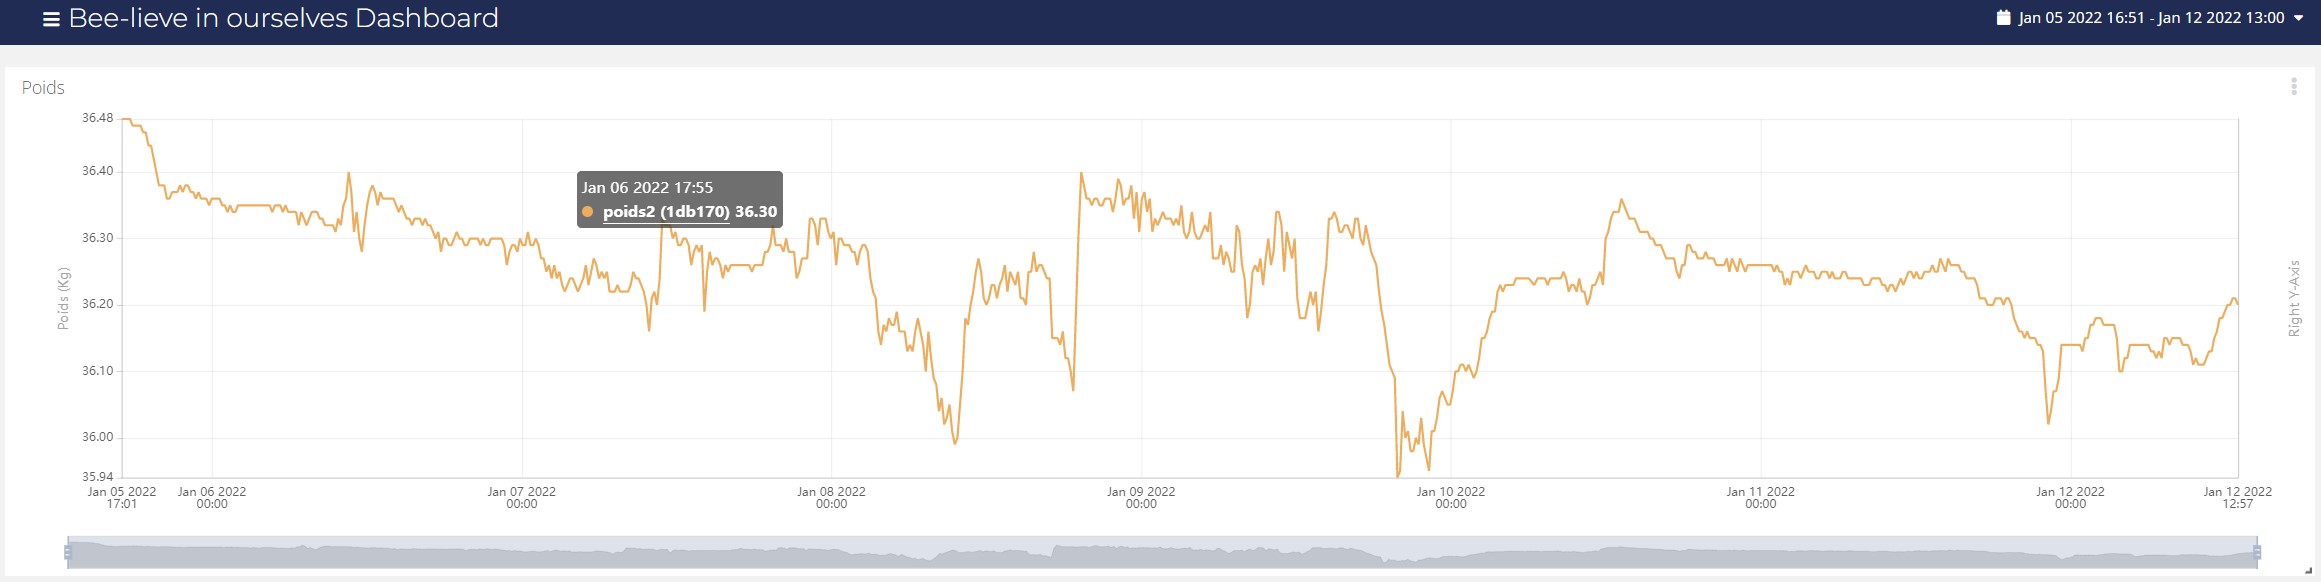 Bee-lieve in ourselves Dashboard
Jan 05 2022 16:51 - Jan 12 2022 13:00
Poids
36.48
36.40
36.30
36.20
36.10
36.00
35.94
Poids (Kg)
Right Y-Axis
Jan 06 2022 17:55
poids2 (1db170) 36.30
Jan 05 2022
17:01
Jan 06 2022
00:00
Jan 07 2022
00:00
Jan 08 2022
00:00
Jan 09 2022
00:00
Jan 10 2022
00:00
Jan 11 2022
00:00
Jan 12 2022
00:00
Jan 12 2022
12:57